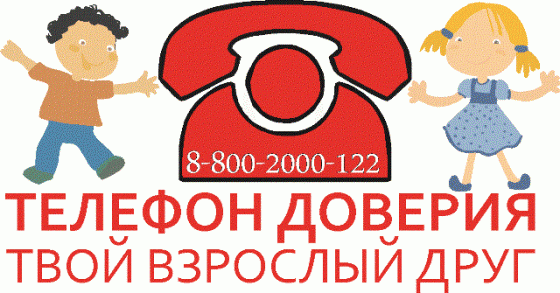 8-800-2000-122
ТЕЛЕФОН ДОВЕРИЯ
ТВОЙ ВЗРОСЛЫЙ ДРУГ